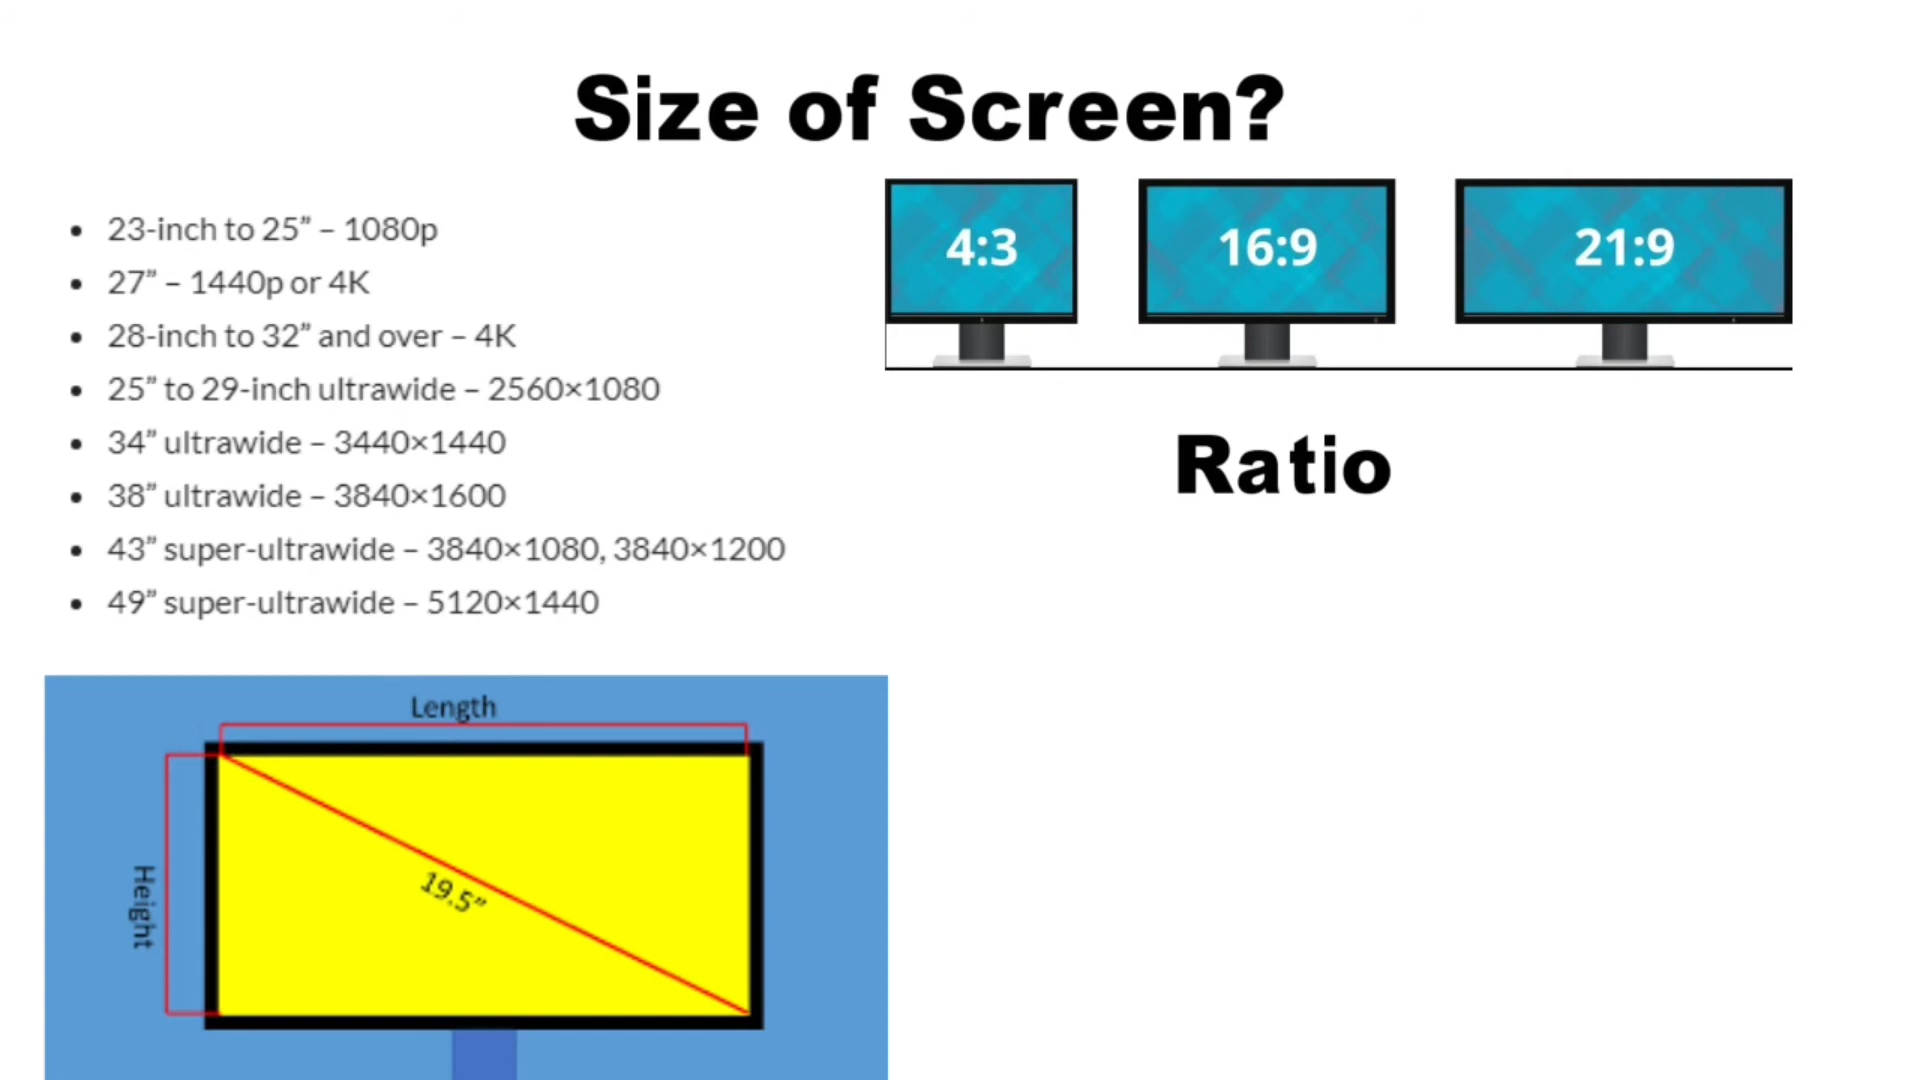 Size of Screen?
• 23-inch to 25” – 1080p
• 27” – 1440p or 4K
• 28-inch to 32” and over – 4K
• 25” to 29-inch ultrawide – 2560×1080
• 34” ultrawide – 3440×1440
• 38” ultrawide – 3840×1600
• 43” super-ultrawide – 3840×1080, 3840×1200
• 49” super-ultrawide – 5120×1440
4:3
16:9
21:9
Ratio
Length
Height
19.5”